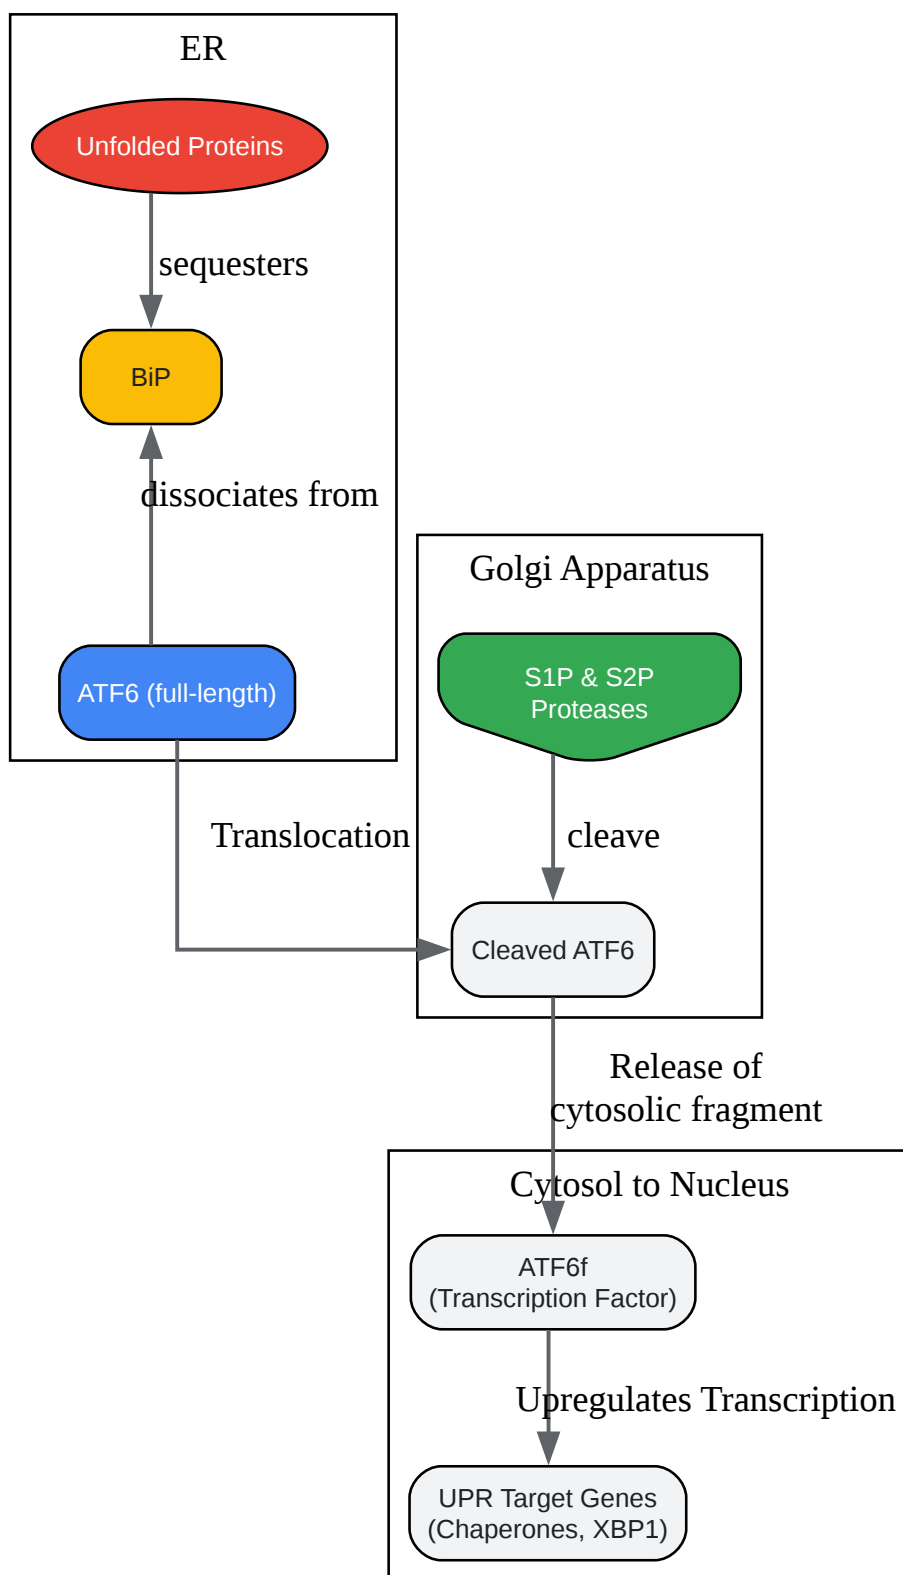 ER
Unfolded Proteins
sequesters
BiP
dissociates from
ATF6 (full-length)
Golgi Apparatus
S1P & S2P
Proteases
Translocation
cleave
Cleaved ATF6
Release of
cytosolic fragment
Cytosol to Nucleus
ATF6f
(Transcription Factor)
Upregulates Transcription
UPR Target Genes
(Chaperones, XBP1)